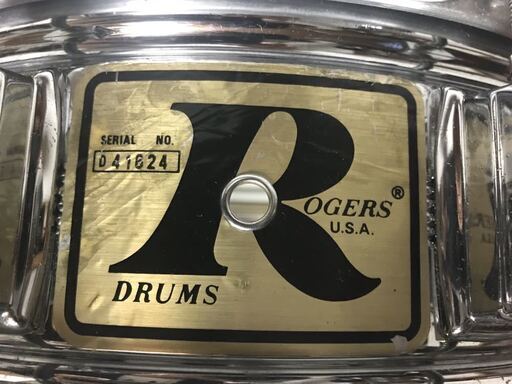 SERIAL NO.
041624
ROGERS®
U.S.A.
DRUMS